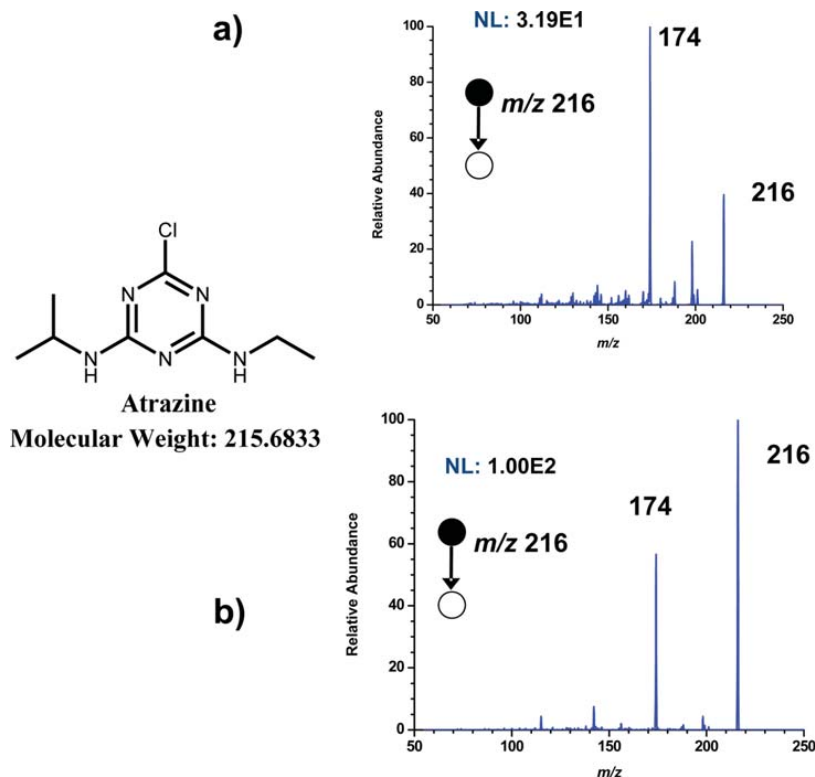 a)
NL: 3.19E1
174
m/z 216
216
Relative Abundance
100
80
60
40
20
0
50
100
150
200
250
m/z
Cl
N
N
N
N
H
N
H
Atrazine
Molecular Weight: 215.6833
b)
NL: 1.00E2
216
174
m/z 216
Relative Abundance
100
80
60
40
20
0
50
100
150
200
250
m/z